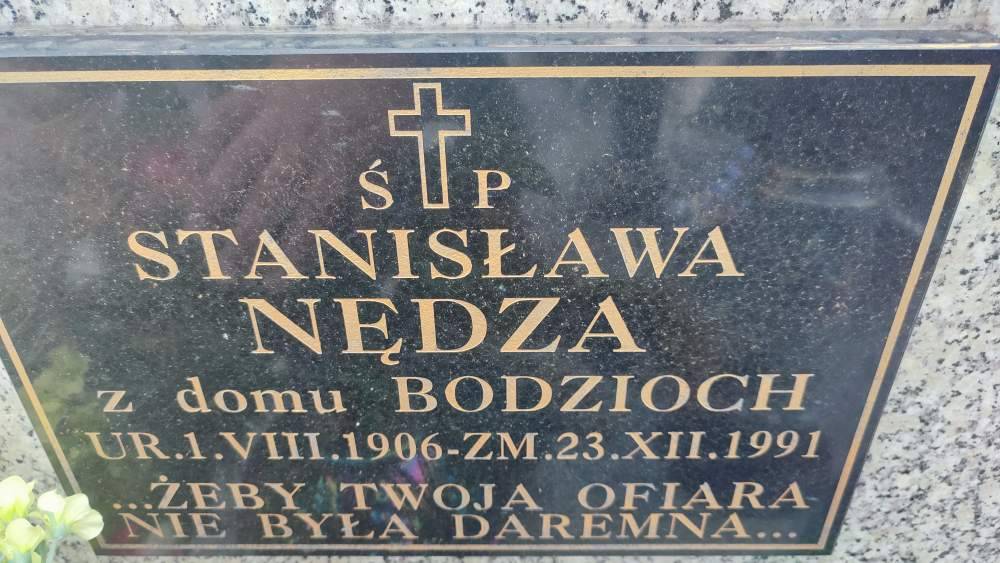 Ś P
STANISŁAWA
NĘDZA
z domu BODZIOCH
UR.1.VIII.1906-ZM.23.XII.1991
...ŻEBY TWOJA OFIARA
NIE BYŁA DAREMNA...